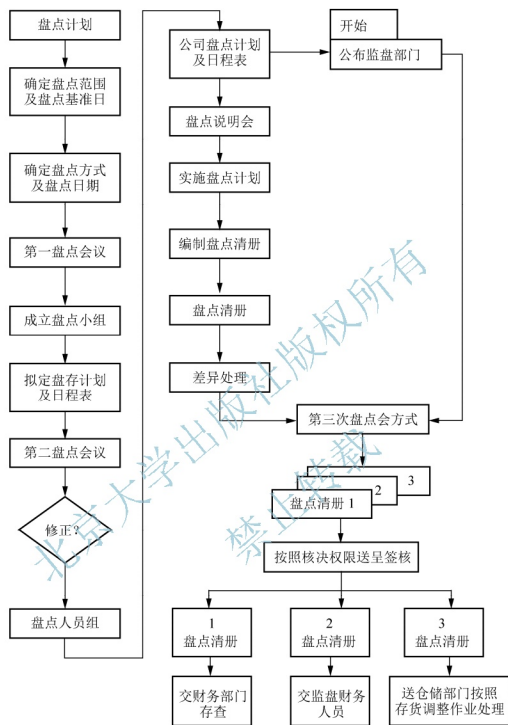 盘点计划
确定盘点范围
及盘点基准日
确定盘点方式
及盘点日期
第一盘点会议
成立盘点小组
拟定盘存计划
及日程表
第二盘点会议
修正?
盘点人员组
公司盘点计划
及日程表
盘点说明会
实施盘点计划
编制盘点清册
盘点清册
差异处理
开始
公布监盘部门
第三次盘点会方式
3
2
盘点清册 1
按照核决权限送呈签核
1
盘点清册
2
盘点清册
3
盘点清册
交财务部门
存查
交监盘财务
人员
送仓储部门按照
存货调整作业处理
北京大学出版社版权所有
禁止转载